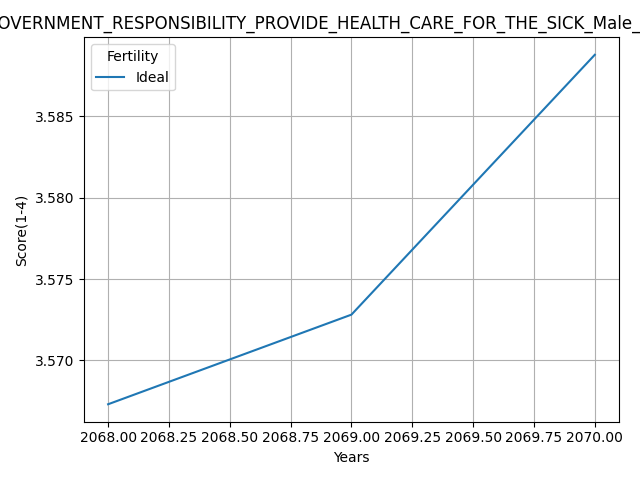 OVERNMENT_RESPONSIBILITY_PROVIDE_HEALTH_CARE_FOR_THE_SICK_Male_
Fertility
Ideal
3.585
3.580
3.575
3.570
Score(1-4)
2068.00 2068.25 2068.50 2068.75 2069.00 2069.25 2069.50 2069.75 2070.00
Years